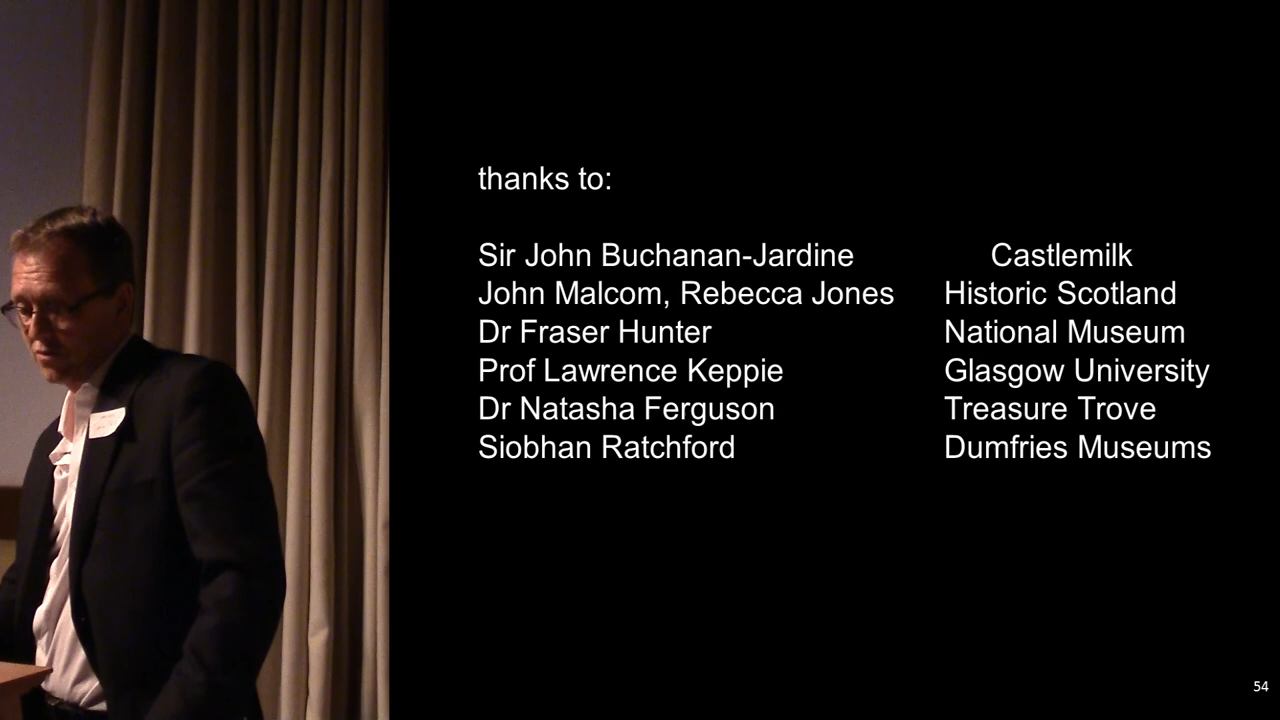 thanks to:
Sir John Buchanan-Jardine Castlemilk
John Malcom, Rebecca Jones Historic Scotland
Dr Fraser Hunter National Museum
Prof Lawrence Keppie Glasgow University
Dr Natasha Ferguson Treasure Trove
Siobhan Ratchford Dumfries Museums
54